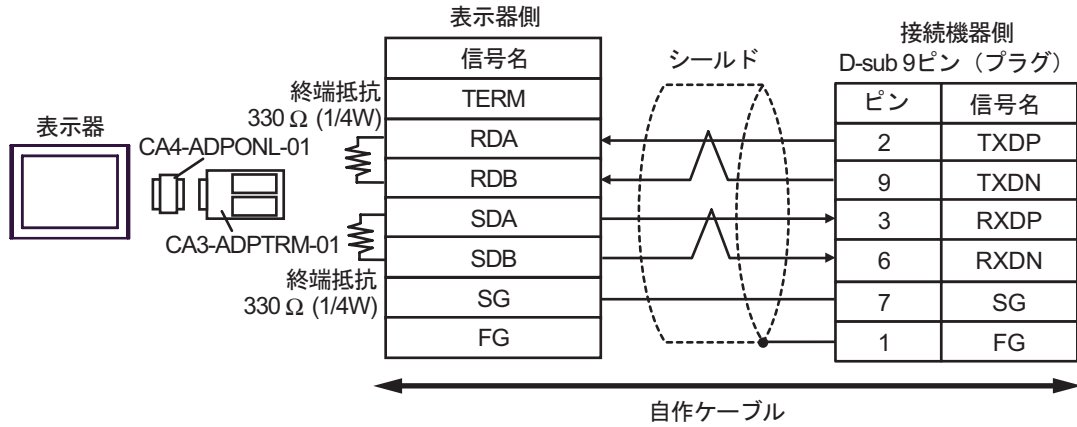 表示器側
接続機器側
D-sub 9ピン（プラグ）
信号名
シールド
ピン 信号名
終端抵抗
330 Ω (1/4W)
TERM
表示器
CA4-ADPONL-01
RDA
2 TXDP
RDB
9 TXDN
SDA
3 RXDP
CA3-ADPTRM-01
SDB
6 RXDN
終端抵抗
330 Ω (1/4W)
SG
7 SG
FG
1 FG
自作ケーブル